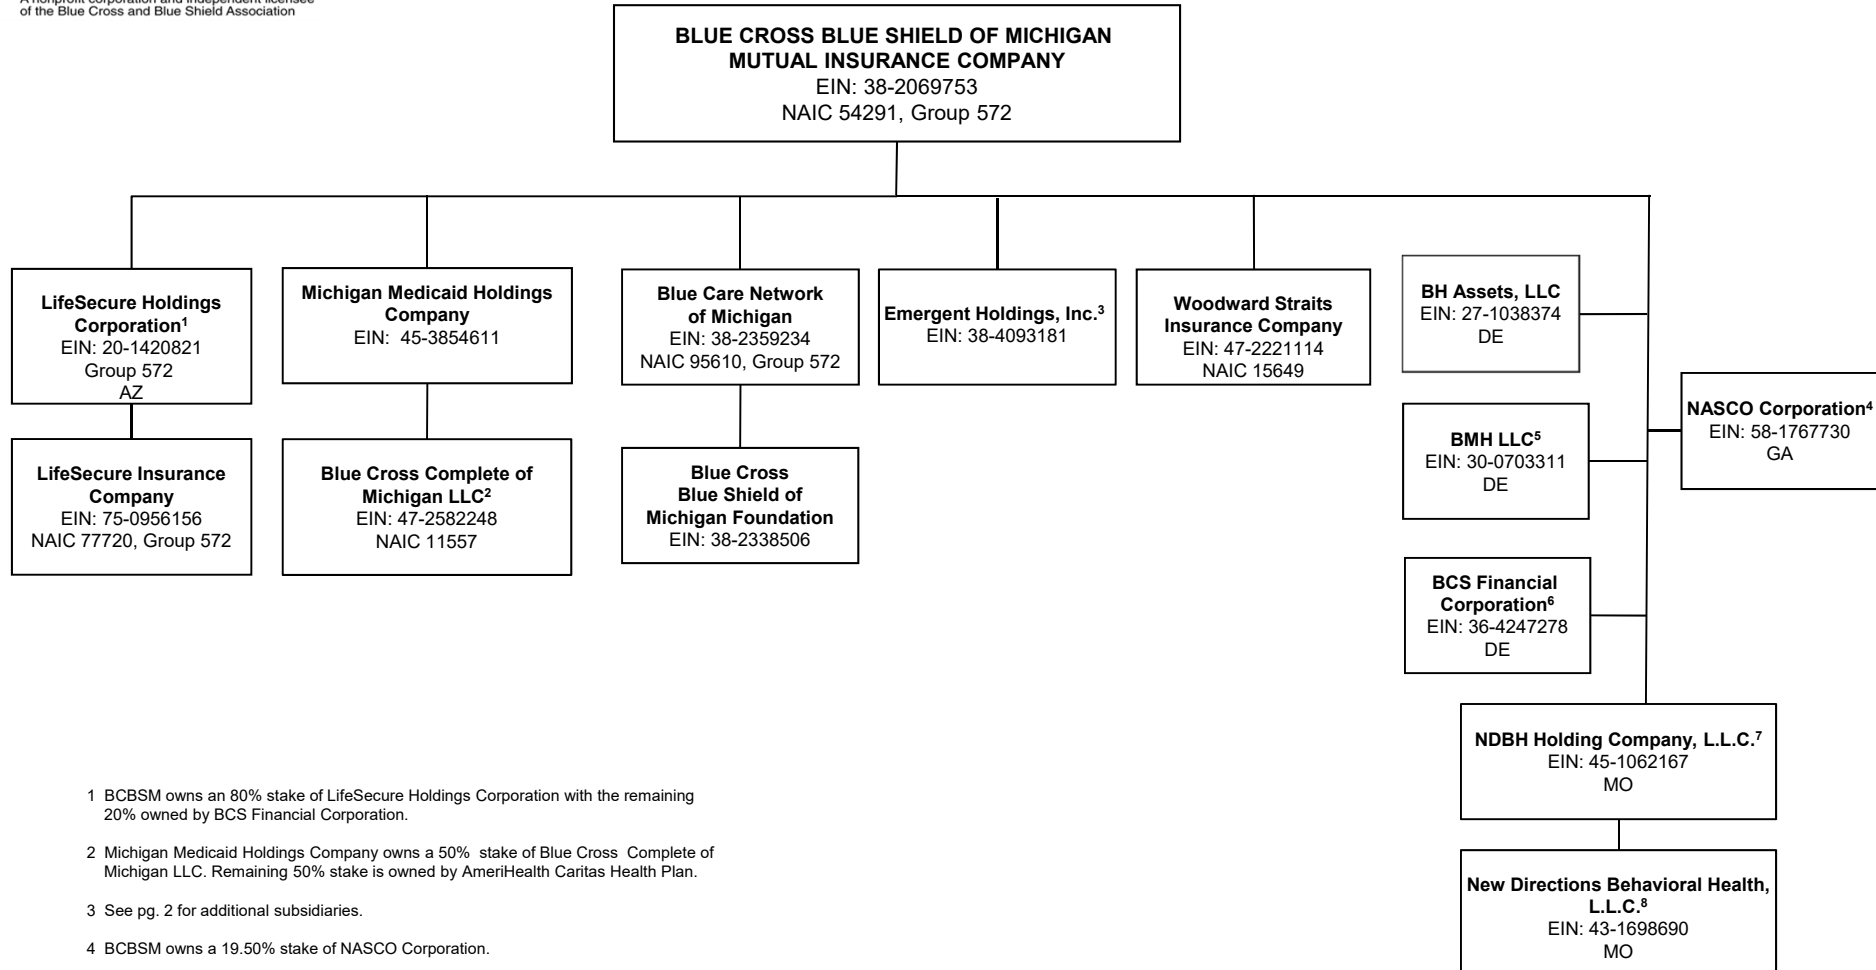 A nonprofit corporation and independent licensee
of the Blue Cross and Blue Shield Association
BLUE CROSS BLUE SHIELD OF MICHIGAN
MUTUAL INSURANCE COMPANY
EIN: 38-2069753
NAIC 54291, Group 572
LifeSecure Holdings
Corporation1
EIN: 20-1420821
Group 572
AZ
Michigan Medicaid Holdings
Company
EIN: 45-3854611
Blue Care Network
of Michigan
EIN: 38-2359234
NAIC 95610, Group 572
Emergent Holdings, Inc.3
EIN: 38-4093181
Woodward Straits
Insurance Company
EIN: 47-2221114
NAIC 15649
BH Assets, LLC
EIN: 27-1038374
DE
NASCO Corporation4
EIN: 58-1767730
GA
LifeSecure Insurance
Company
EIN: 75-0956156
NAIC 77720, Group 572
Blue Cross Complete of
Michigan LLC2
EIN: 47-2582248
NAIC 11557
Blue Cross
Blue Shield of
Michigan Foundation
EIN: 38-2338506
BMH LLC5
EIN: 30-0703311
DE
BCS Financial
Corporation6
EIN: 36-4247278
DE
NDBH Holding Company, L.L.C.7
EIN: 45-1062167
MO
New Directions Behavioral Health,
L.L.C.8
EIN: 43-1698690
MO
1 BCBSM owns an 80% stake of LifeSecure Holdings Corporation with the remaining
20% owned by BCS Financial Corporation.
2 Michigan Medicaid Holdings Company owns a 50% stake of Blue Cross Complete of
Michigan LLC. Remaining 50% stake is owned by AmeriHealth Caritas Health Plan.
3 See pg. 2 for additional subsidiaries.
4 BCBSM owns a 19.50% stake of NASCO Corporation.